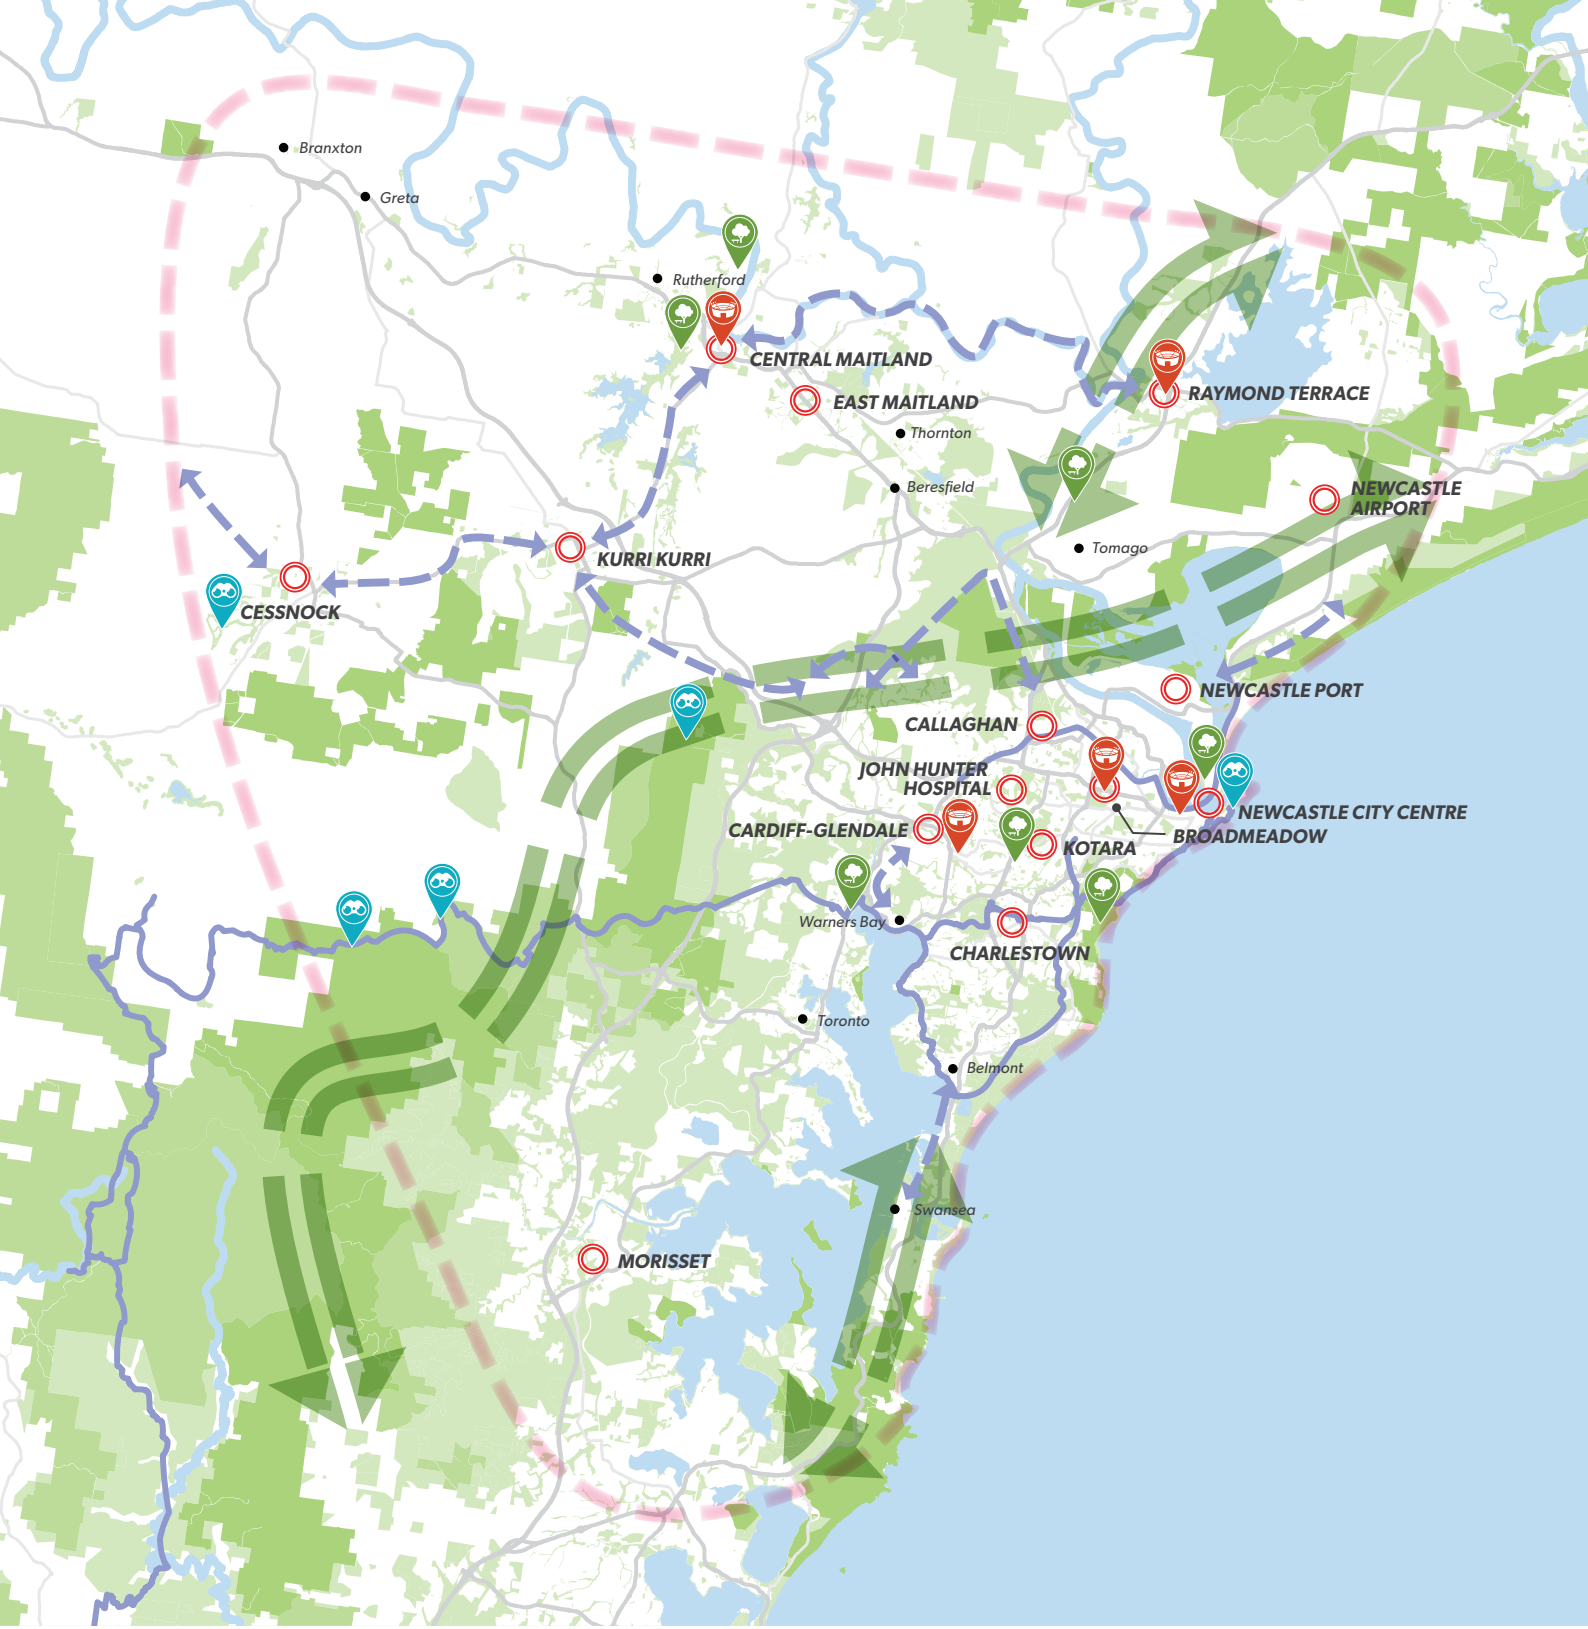 Branxton
Greta
Rutherford
CENTRAL MAITLAND
EAST MAITLAND
RAYMOND TERRACE
Thornton
Beresfield
NEWCASTLE
AIRPORT
Tomago
KURRI KURRI
CESSNOCK
NEWCASTLE PORT
CALLAGHAN
JOHN HUNTER
HOSPITAL
NEWCASTLE CITY CENTRE
CARDIFF-GLENDALE
BROADMEADOW
KOTARA
Warners Bay
CHARLESTOWN
Toronto
Belmont
Swansea
MORISSET